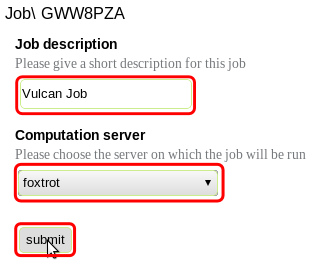 Job\ GWW8PZA
Job description
Please give a short description for this job
Vulcan Job
Computation server
Please choose the server on which the job will be run
foxtrot
submit